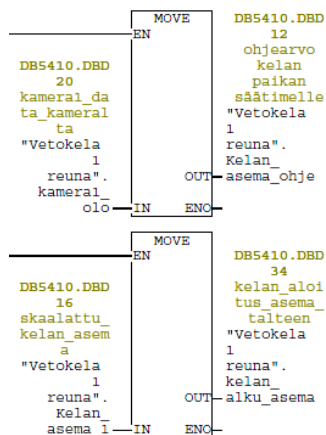 MOVE
EN
DB5410.DBD
20
kamera1_da
ta_kameral
ta
"Vetokela
1
reuna".
kamera1_
olo
IN
DB5410.DBD
12
ohjearvo
kelan
paikan
säätimelle
"Vetokela
1
reuna".
Kelan_
asema_ohje
OUT
ENO
MOVE
EN
DB5410.DBD
16
skaalattu_
kelan_asem
a
"Vetokela
1
reuna".
Kelan_
asema_1
IN
DB5410.DBD
34
kelan_aloi
tus_asema_
talteen
"Vetokela
1
reuna".
kelan_
alku_asema
OUT
ENO